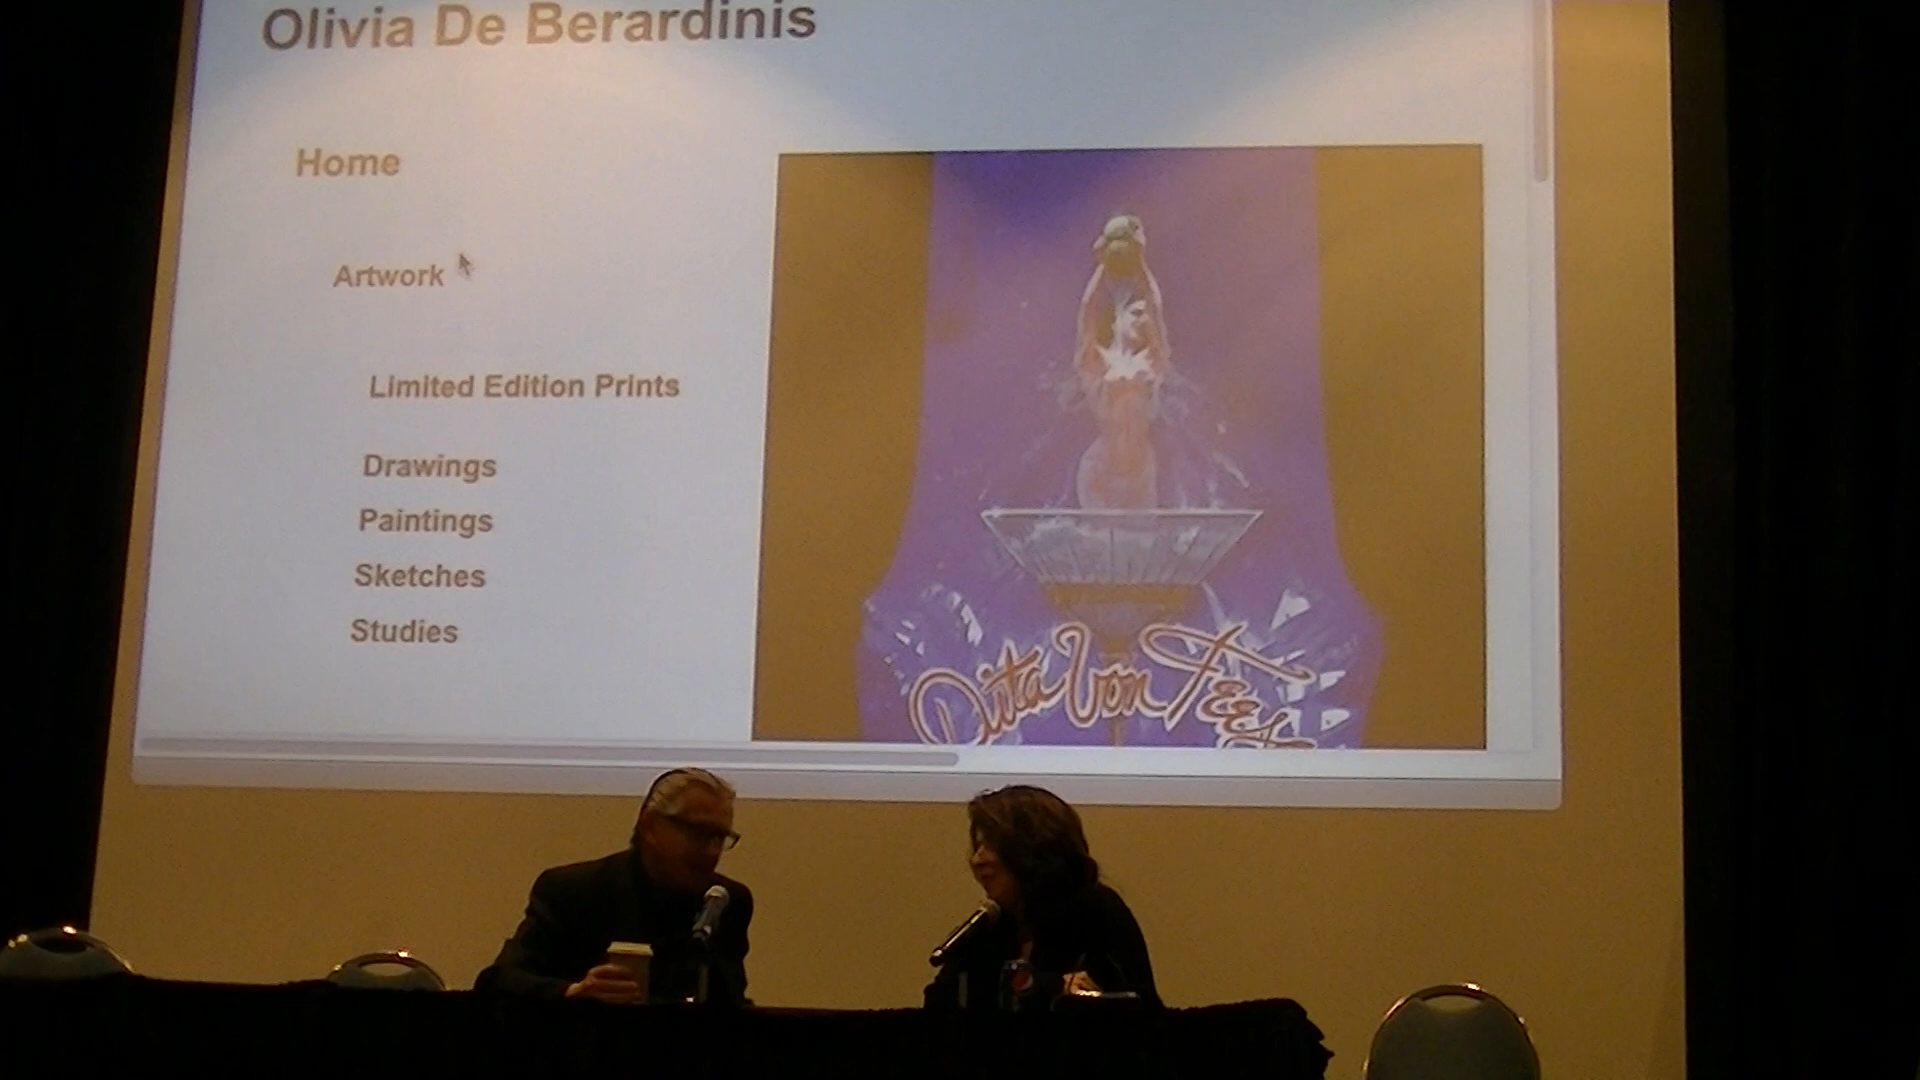 Olivia De Berardinis
Home
Artwork
Limited Edition Prints
Drawings
Paintings
Sketches
Studies
Dita Von Teese